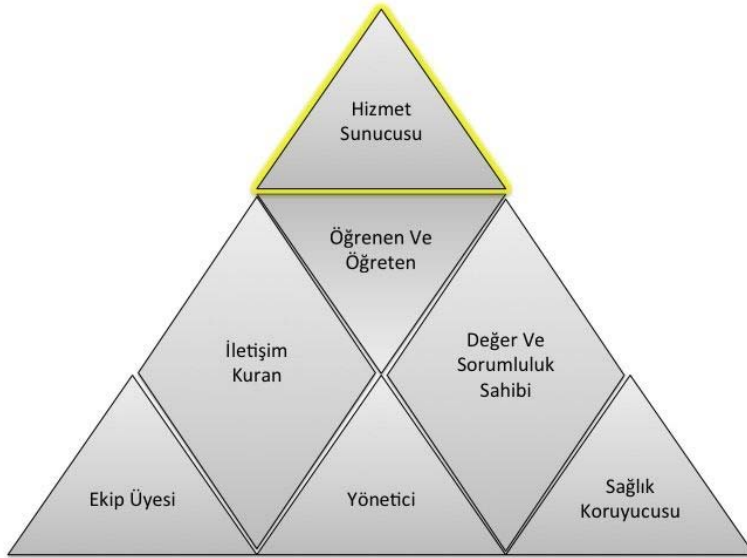 Hizmet
Sunucusu
Öğrenen Ve
Öğreten
İletişim
Kuran
Değer Ve
Sorumluluk
Sahibi
Ekip Üyesi
Yönetici
Sağlık
Koruyucusu